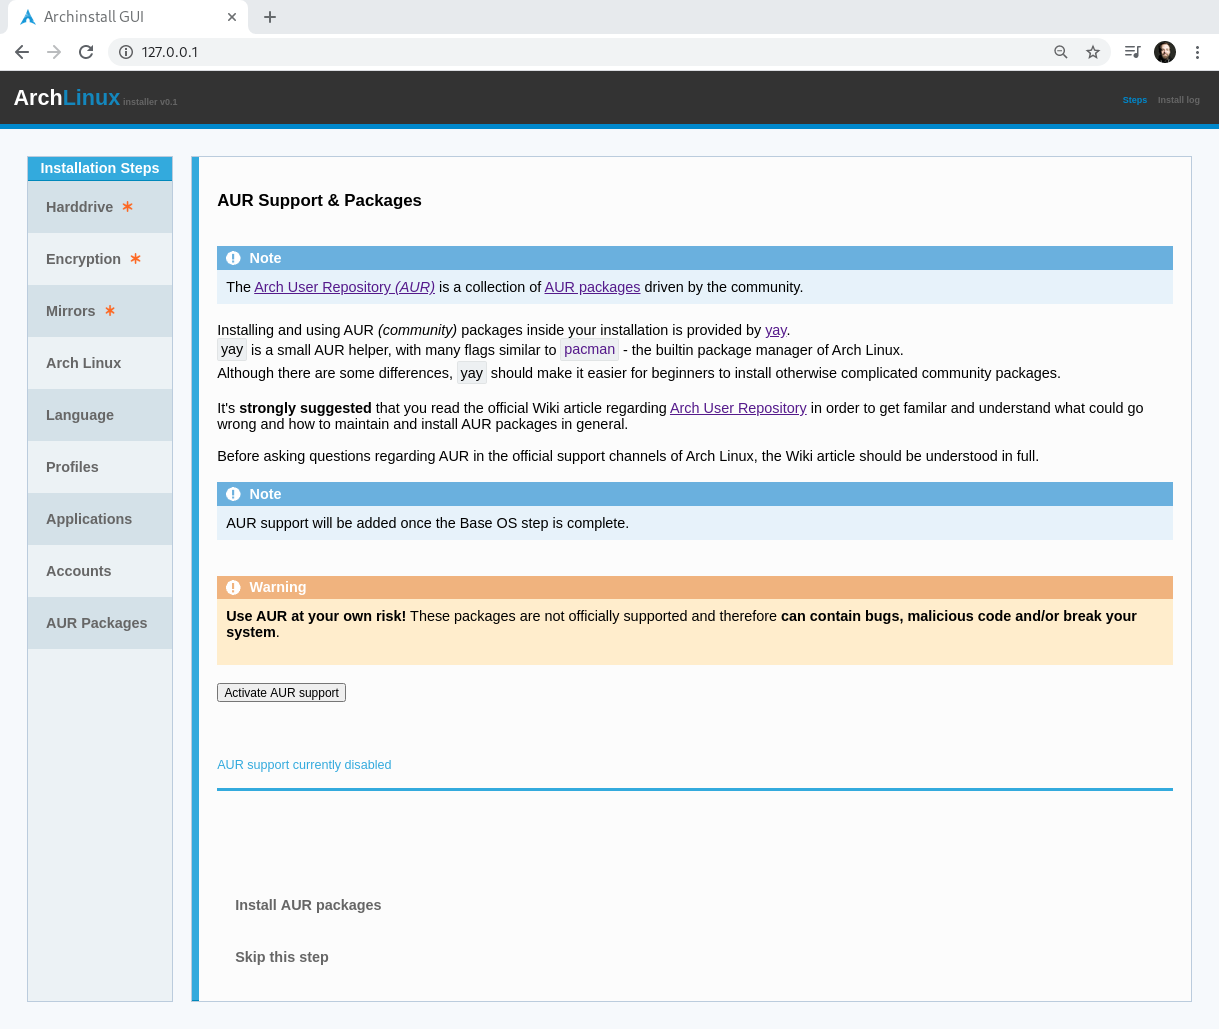 Archinstall GUI
127.0.0.1
ArchLinux installer v0.1
Steps Install log
Installation Steps
Harddrive *
Encryption *
Mirrors *
Arch Linux
Language
Profiles
Applications
Accounts
AUR Packages
AUR Support & Packages
Note
The Arch User Repository (AUR) is a collection of AUR packages driven by the community.
Installing and using AUR (community) packages inside your installation is provided by yay.
yay is a small AUR helper, with many flags similar to pacman - the builtin package manager of Arch Linux.
Although there are some differences, yay should make it easier for beginners to install otherwise complicated community packages.
It's strongly suggested that you read the official Wiki article regarding Arch User Repository in order to get familar and understand what could go
wrong and how to maintain and install AUR packages in general.
Before asking questions regarding AUR in the official support channels of Arch Linux, the Wiki article should be understood in full.
Note
AUR support will be added once the Base OS step is complete.
Warning
Use AUR at your own risk! These packages are not officially supported and therefore can contain bugs, malicious code and/or break your
system.
Activate AUR support
AUR support currently disabled
Install AUR packages
Skip this step